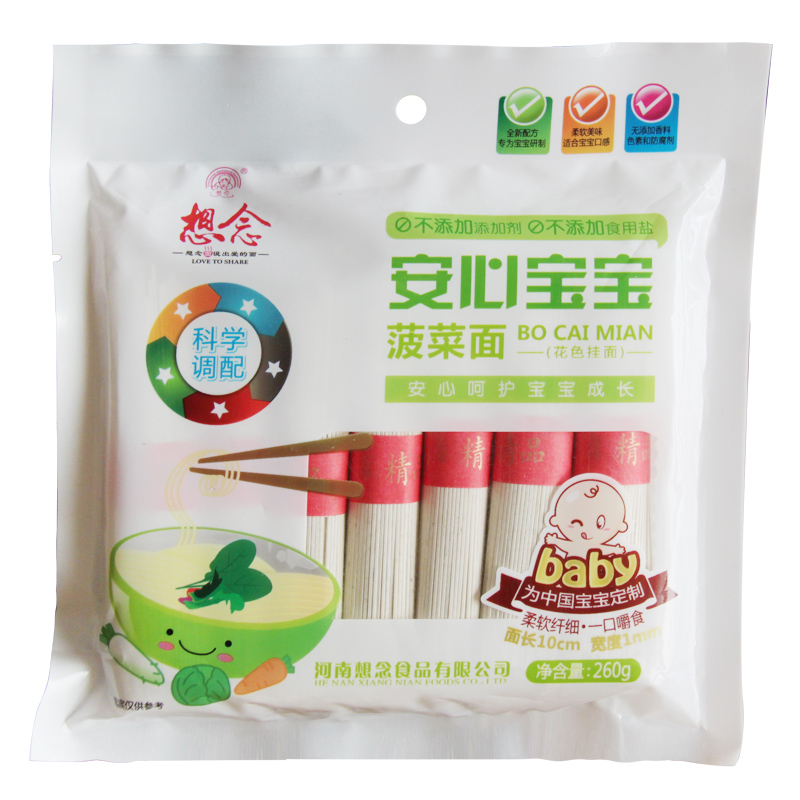 全新配方
专为宝宝研制
柔软美味
适合宝宝口感
无添加香料
色素和防腐剂
®
想念
想念 说出爱的面
LOVE TO SHARE
不添加添加剂 不添加食用盐
安心宝宝
菠菜面
BO CAI MIAN
(花色挂面)
安心呵护宝宝成长
科学
调配
精 精品
baby
为中国宝宝定制
柔软纤细·一口嚼食
面长10cm 宽度1mm
河南想念食品有限公司
HE NAN XIANG NIAN FOODS CO., LTD
净含量:260g
仅供参考